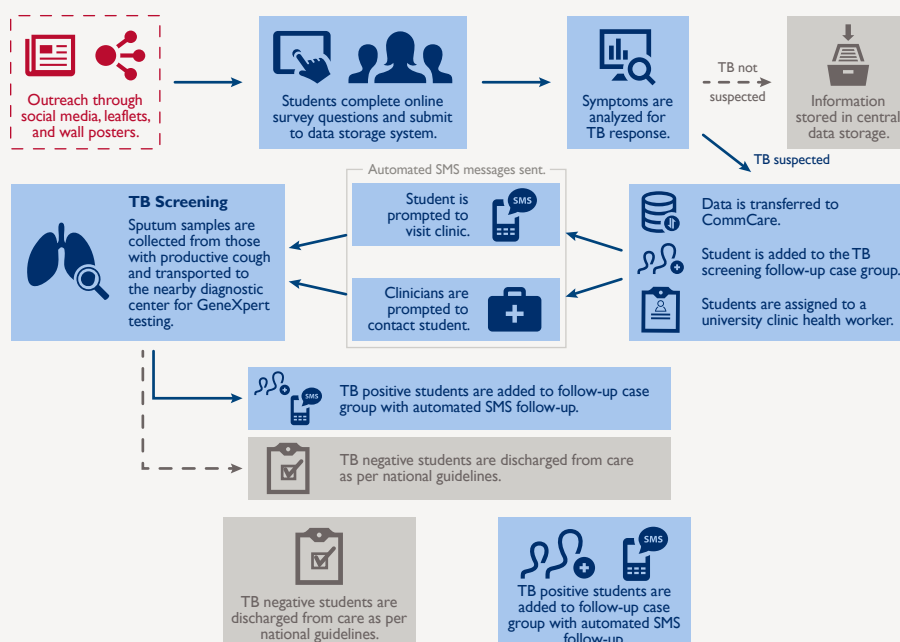 Outreach through
social media, leaflets,
and wall posters.
Students complete online
survey questions and submit
to data storage system.
Symptoms are
analyzed for
TB response.
TB not
suspected
Information
stored in central
data storage.
TB suspected
Automated SMS messages sent.
TB Screening
Sputum samples are
collected from those
with productive cough
and transported to
the nearby diagnostic
center for GeneXpert
testing.
Student is
prompted to
visit clinic.
SMS
Clinicians are
prompted to
contact student.
Data is transferred to
CommCare.
Student is added to the TB
screening follow-up case group.
Students are assigned to a
university clinic health worker.
SMS
TB positive students are added to follow-up case
group with automated SMS follow-up.
TB negative students are discharged from care
as per national guidelines.
TB negative students are
discharged from care as per
national guidelines.
SMS
TB positive students are
added to follow-up case
group with automated SMS
follow-up.